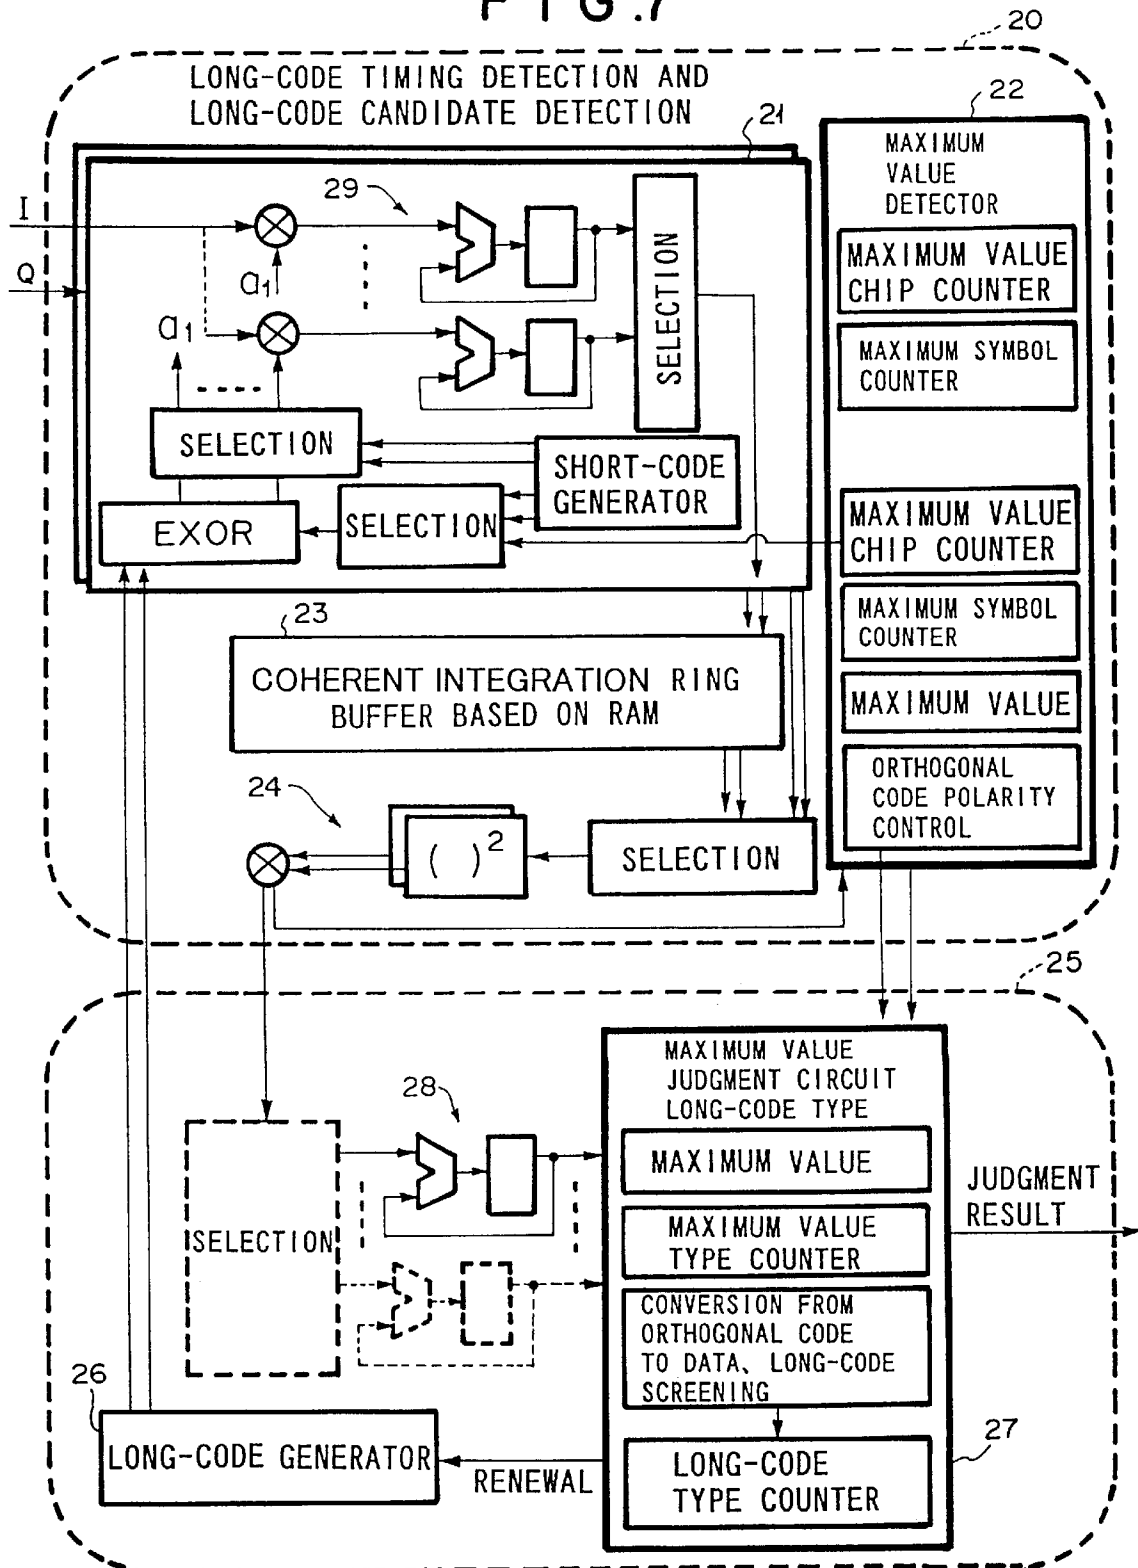 FIG.7
20
LONG-CODE TIMING DETECTION AND
LONG-CODE CANDIDATE DETECTION
21
22
MAXIMUM
VALUE
DETECTOR
29
I
Q
a1
a1
SELECTION
MAXIMUM VALUE
CHIP COUNTER
MAXIMUM SYMBOL
COUNTER
SELECTION
SHORT-CODE
GENERATOR
EXOR
SELECTION
MAXIMUM VALUE
CHIP COUNTER
MAXIMUM SYMBOL
COUNTER
MAXIMUM VALUE
ORTHOGONAL
CODE POLARITY
CONTROL
23
COHERENT INTEGRATION RING
BUFFER BASED ON RAM
24
( )2
SELECTION
25
MAXIMUM VALUE
JUDGMENT CIRCUIT
LONG-CODE TYPE
28
SELECTION
MAXIMUM VALUE
MAXIMUM VALUE
TYPE COUNTER
CONVERSION FROM
ORTHOGONAL CODE
TO DATA、LONG-CODE
SCREENING
LONG-CODE
TYPE COUNTER
JUDGMENT
RESULT
26
LONG-CODE GENERATOR
RENEWAL
27